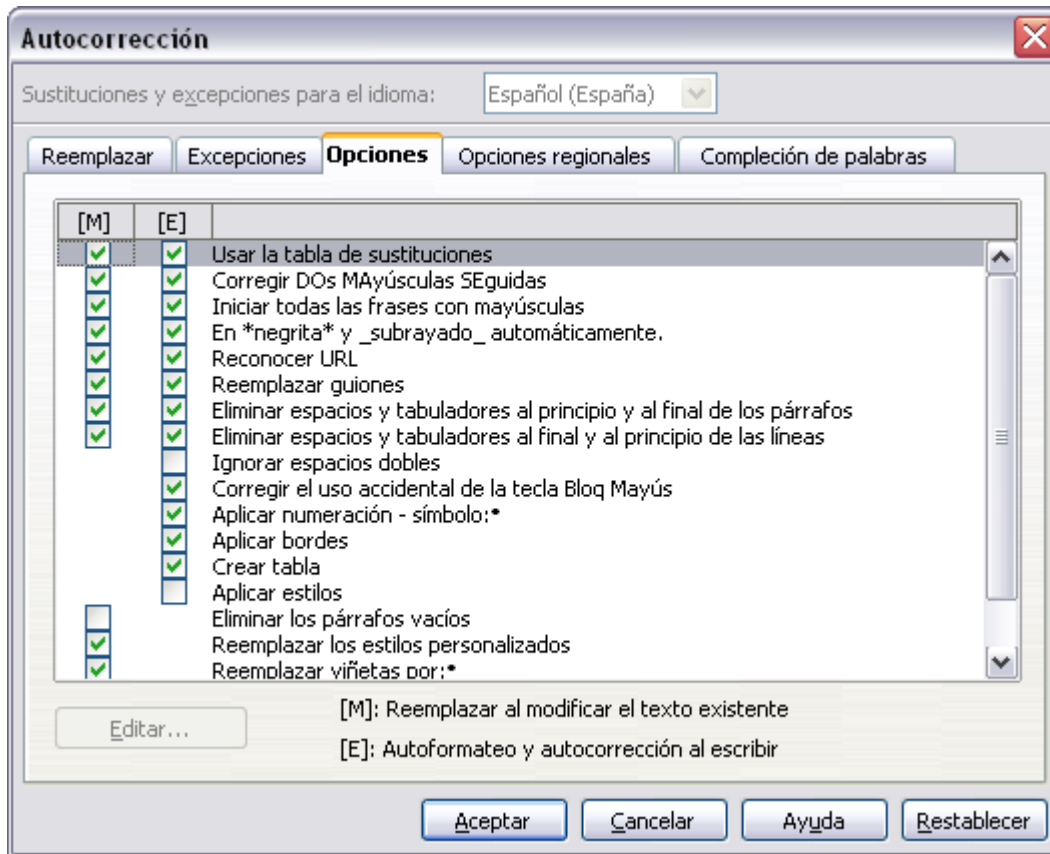 Autocorrección
Sustituciones y excepciones para el idioma: Español (España)
Reemplazar Excepciones Opciones Opciones regionales Compleción de palabras
[M] [E]
Usar la tabla de sustituciones
Corregir DOs MAyúsculas SEguidas
Iniciar todas las frases con mayúsculas
En *negrita* y _subrayado_ automáticamente.
Reconocer URL
Reemplazar guiones
Eliminar espacios y tabuladores al principio y al final de los párrafos
Eliminar espacios y tabuladores al final y al principio de las líneas
Ignorar espacios dobles
Corregir el uso accidental de la tecla Bloq Mayús
Aplicar numeración - símbolo:•
Aplicar bordes
Crear tabla
Aplicar estilos
Eliminar los párrafos vacíos
Reemplazar los estilos personalizados
Reemplazar viñetas por:•
Editar... [M]: Reemplazar al modificar el texto existente
[E]: Autoformateo y autocorrección al escribir
Aceptar Cancelar Ayuda Restablecer